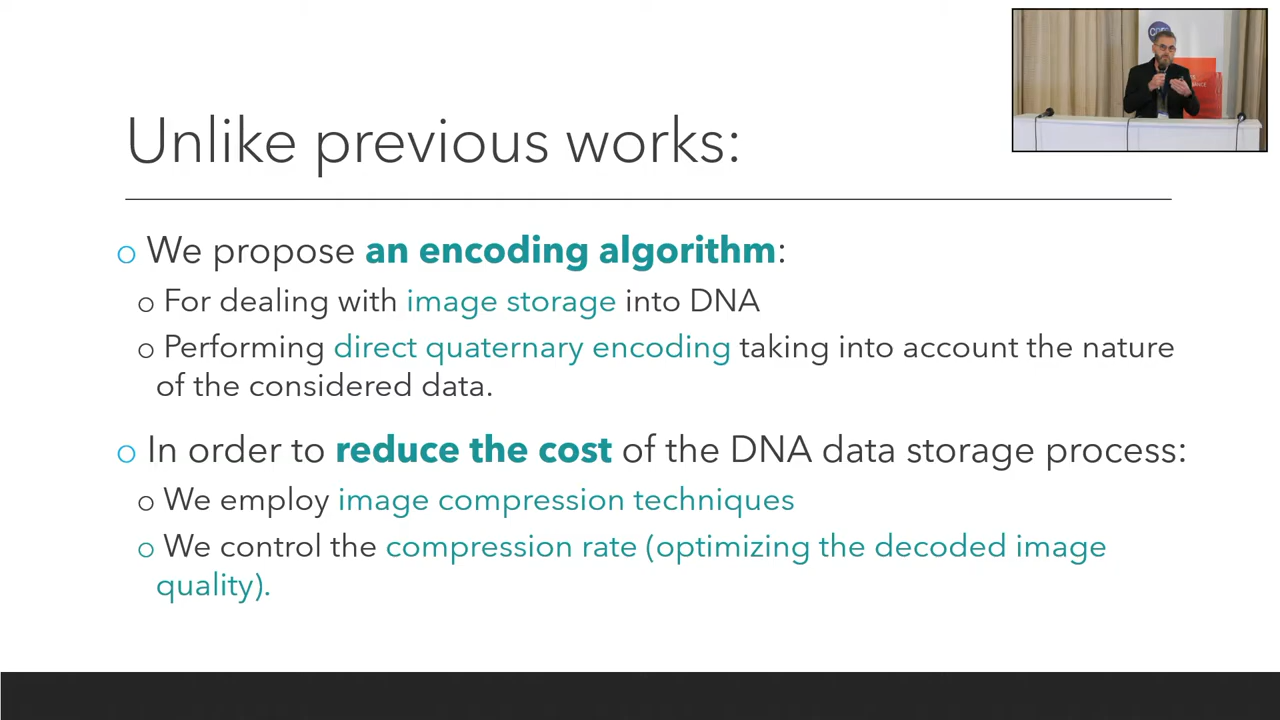 Unlike previous works:
o We propose an encoding algorithm:
o For dealing with image storage into DNA
o Performing direct quaternary encoding taking into account the nature
of the considered data.
o In order to reduce the cost of the DNA data storage process:
o We employ image compression techniques
o We control the compression rate (optimizing the decoded image
quality).